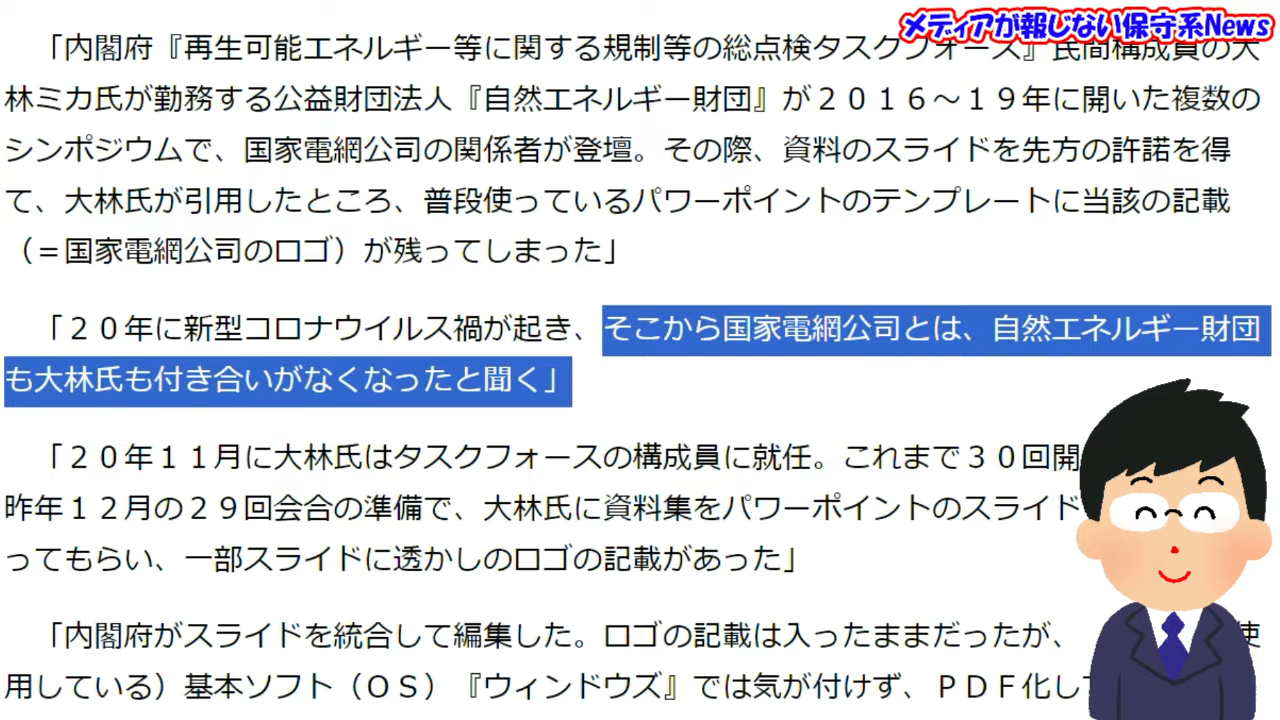 メディアが報じない保守系News
「内閣府『再生可能エネルギー等に関する規制等の総点検タスクフォース』民間構成員の大
林ミカ氏が勤務する公益財団法人『自然エネルギー財団』が２０１６～１９年に開いた複数の
シンポジウムで、国家電網公司の関係者が登壇。その際、資料のスライドを先方の許諾を得
て、大林氏が引用したところ、普段使っているパワーポイントのテンプレートに当該の記載
（＝国家電網公司のロゴ）が残ってしまった」
「２０年に新型コロナウイルス禍が起き、そこから国家電網公司とは、自然エネルギー財団
も大林氏も付き合いがなくなったと聞く」
「２０年１１月に大林氏はタスクフォースの構成員に就任。これまで３０回開
昨年１２月の２９回会合の準備で、大林氏に資料集をパワーポイントのスライド
ってもらい、一部スライドに透かしのロゴの記載があった」
「内閣府がスライドを統合して編集した。ロゴの記載は入ったままだったが、 使
用している）基本ソフト（ＯＳ）『ウィンドウズ』では気が付けず、ＰＤＦ化し